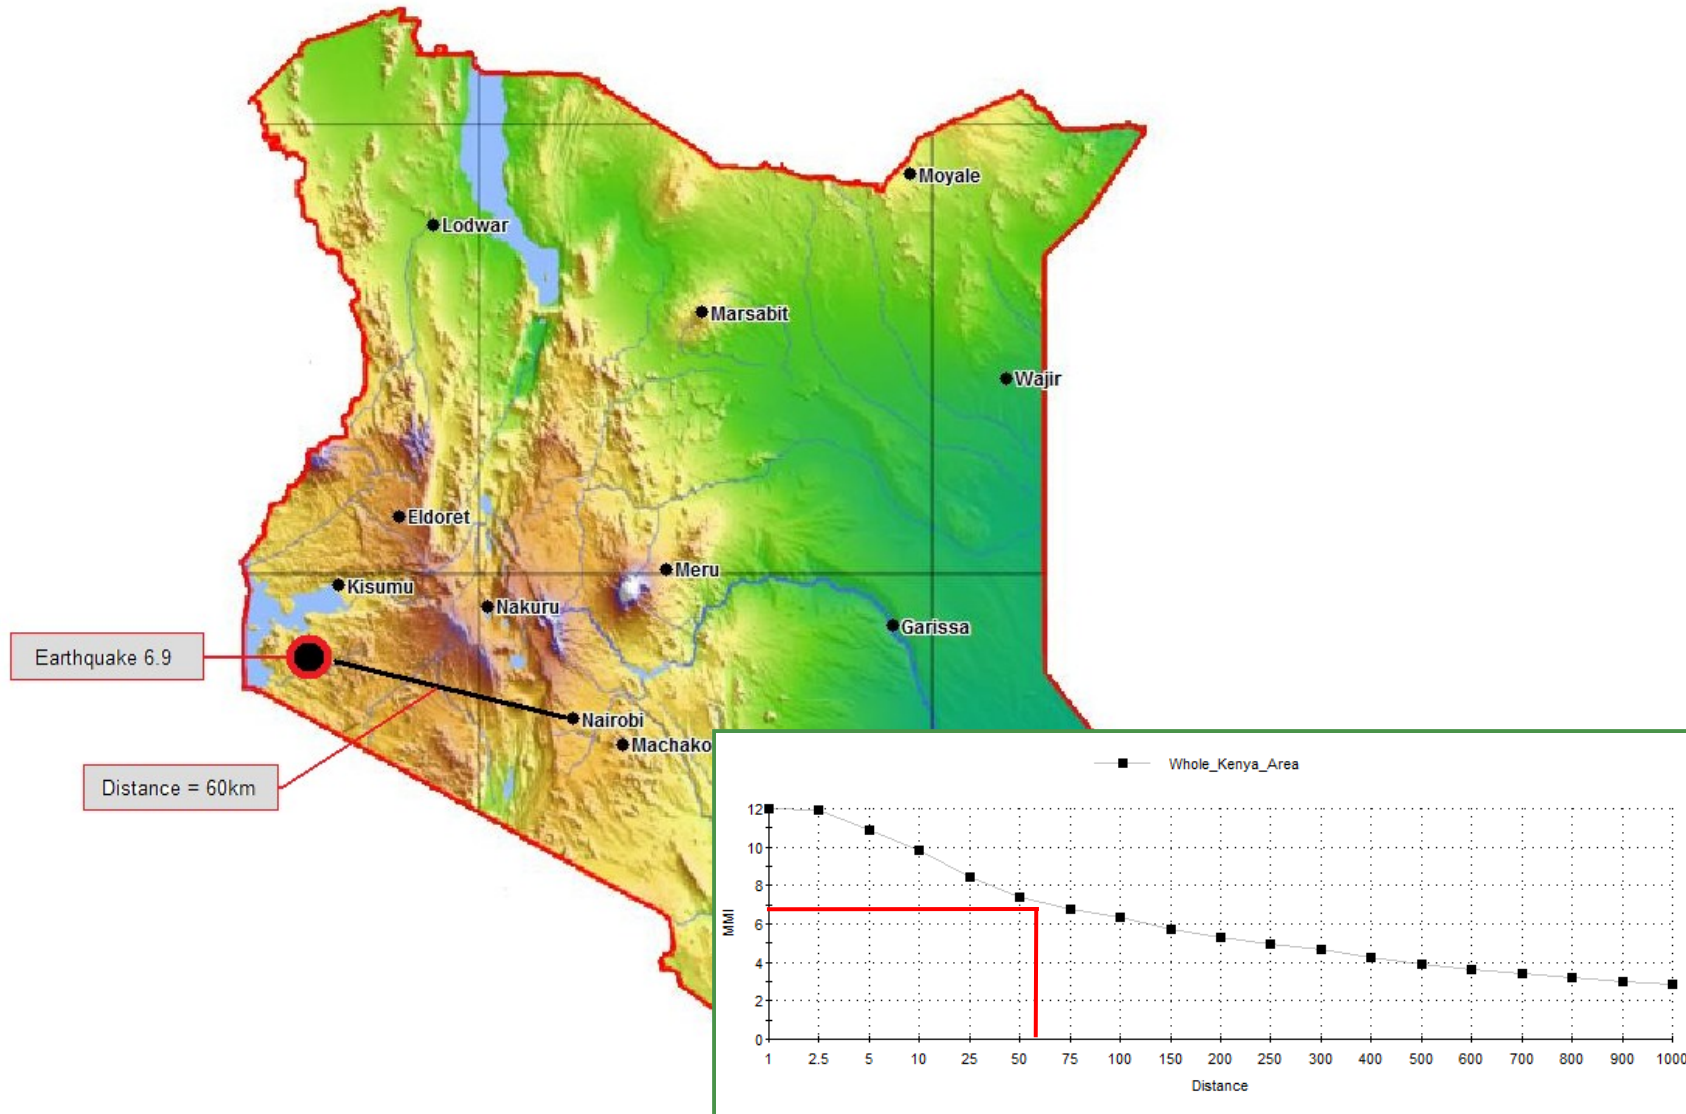 Moyale
Lodwar
Marsabit
Wajir
Eldoret
Meru
Kisumu
Nakuru
Garissa
Earthquake 6.9
Nairobi
Machako
Distance = 60km
Whole_Kenya_Area
12
10
8
6
4
2
0
MMI
1 2.5 5 10 25 50 75 100 150 200 250 300 400 500 600 700 800 900 1000
Distance